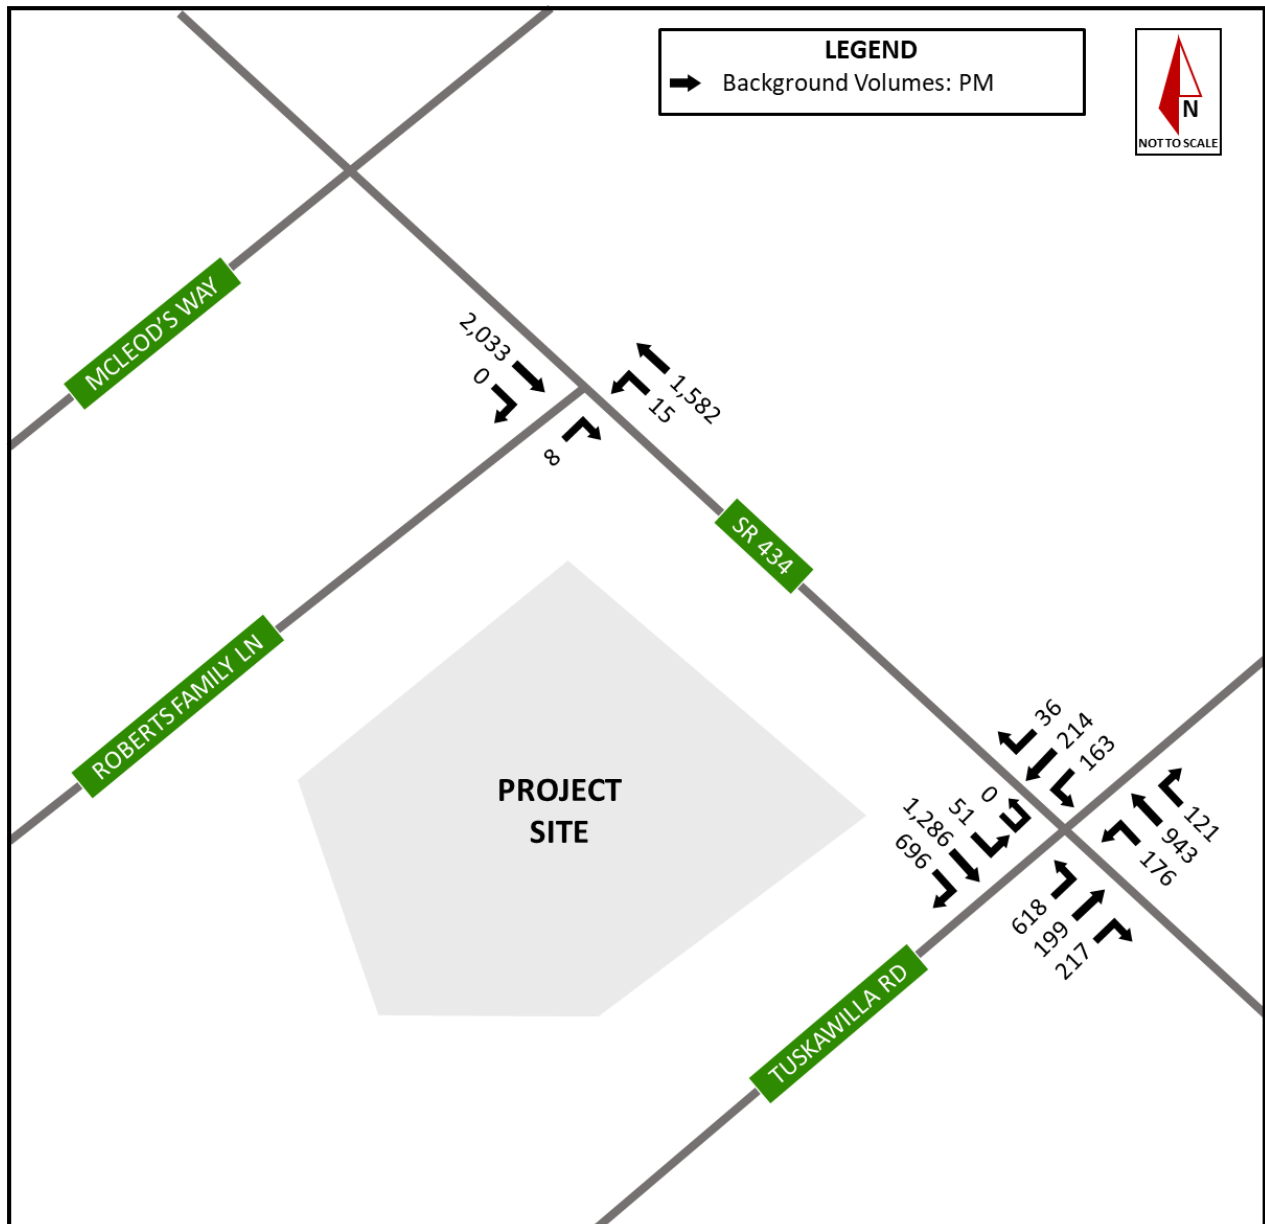 LEGEND
Background Volumes: PM
N
NOT TO SCALE
MCLEOD'S WAY
2,033
0
1,582
15
8
SR 434
ROBERTS FAMILY LN
PROJECT
SITE
36
214
163
0
51
1,286
696
121
943
176
618
199
217
TUSKAWILLA RD